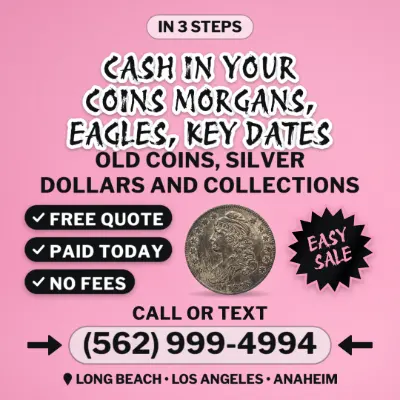 IN 3 STEPS
CASH IN YOUR
COINS MORGANS,
EAGLES, KEY DATES
OLD COINS, SILVER
DOLLARS AND COLLECTIONS
FREE QUOTE
PAID TODAY
NO FEES
EASY
SALE
CALL OR TEXT
(562) 999-4994
LONG BEACH • LOS ANGELES • ANAHEIM